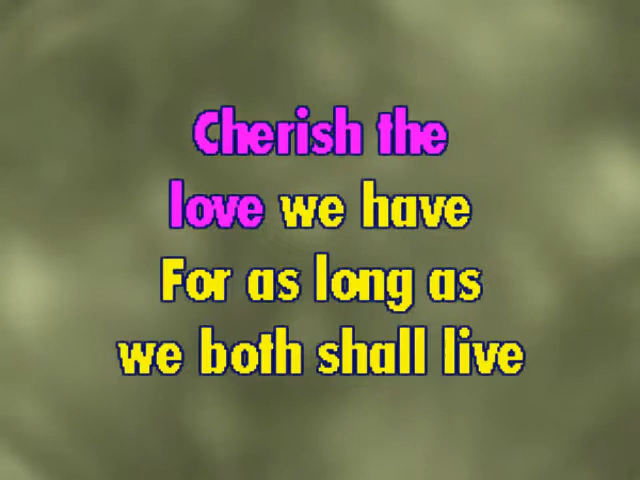 Cherish the
love we have
For as long as
we both shall live